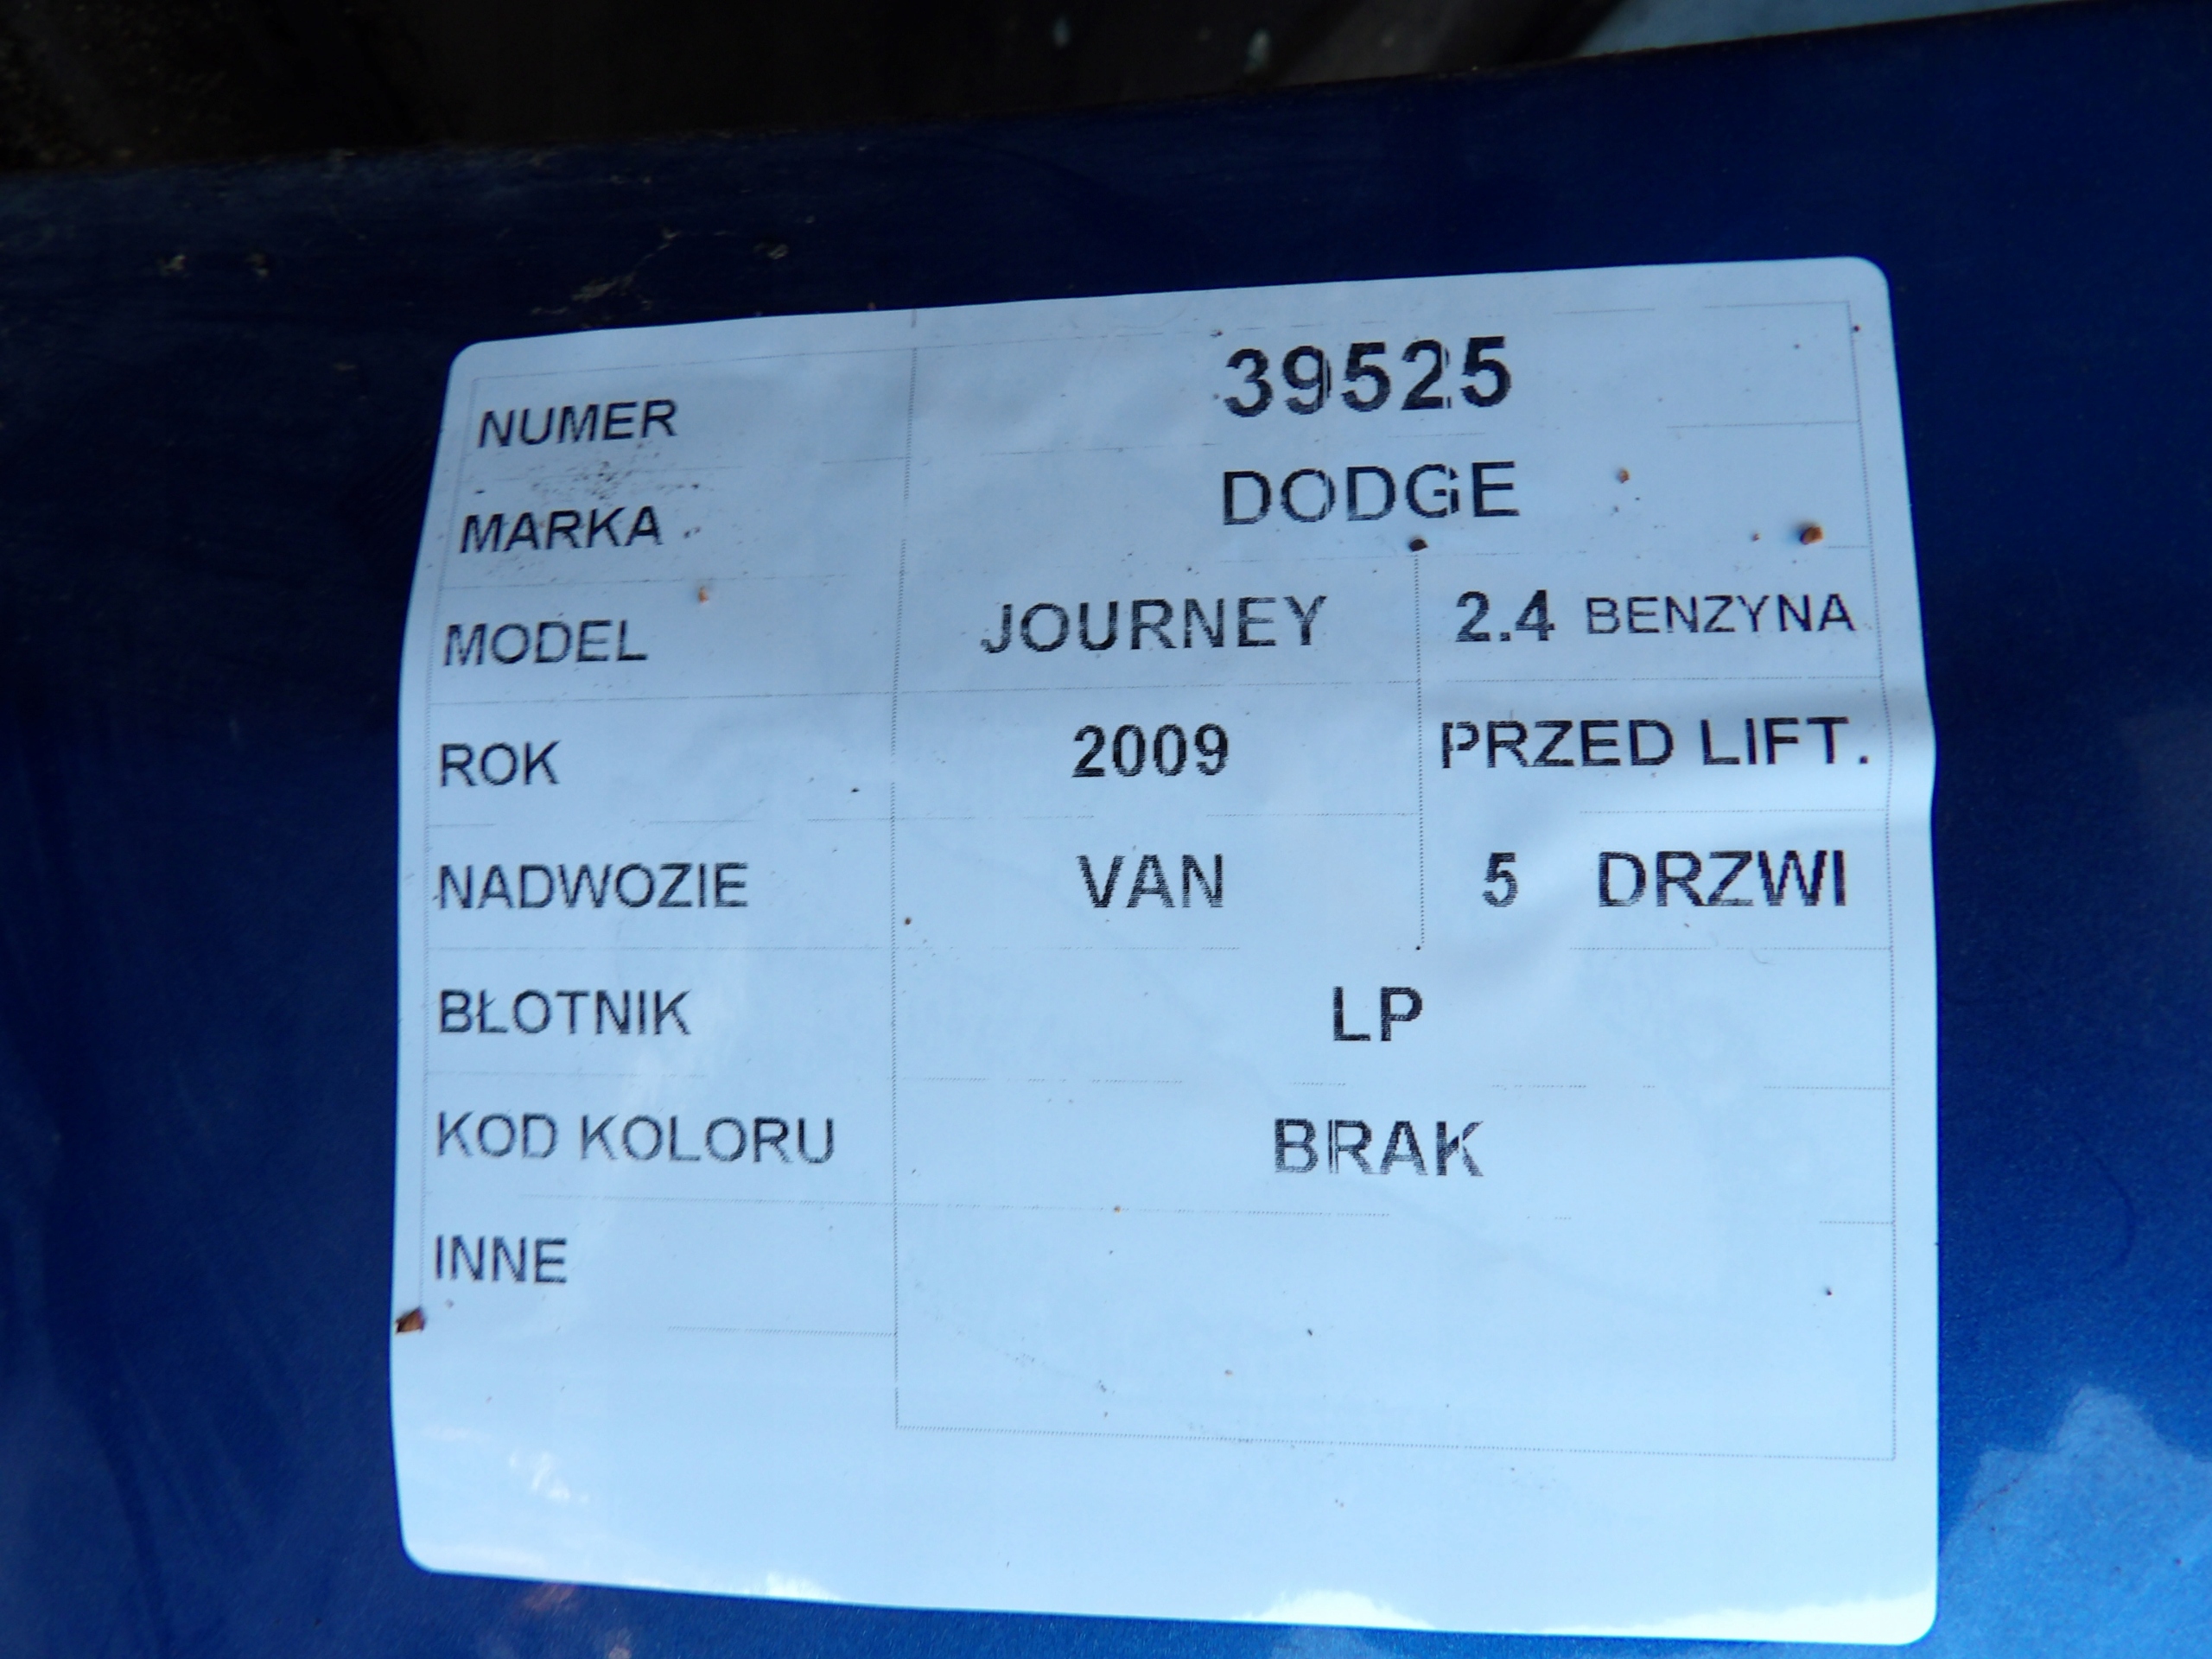 NUMER 39525
MARKA DODGE
MODEL JOURNEY 2.4 BENZYNA
ROK 2009 PRZED LIFT.
NADWOZIE VAN 5 DRZWI
BŁOTNIK LP
KOD KOLORU BRAK
INNE